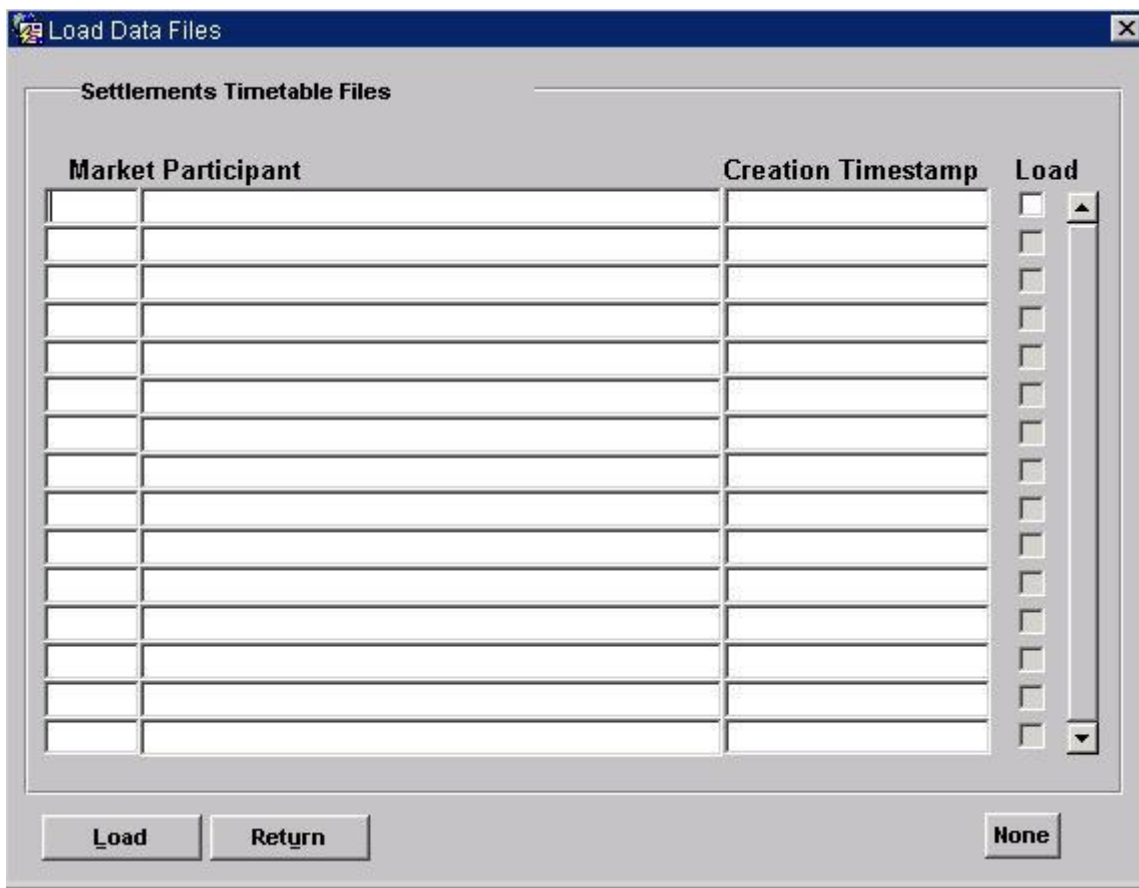 Load Data Files
Settlements Timetable Files
Market Participant Creation Timestamp Load
Load Return None